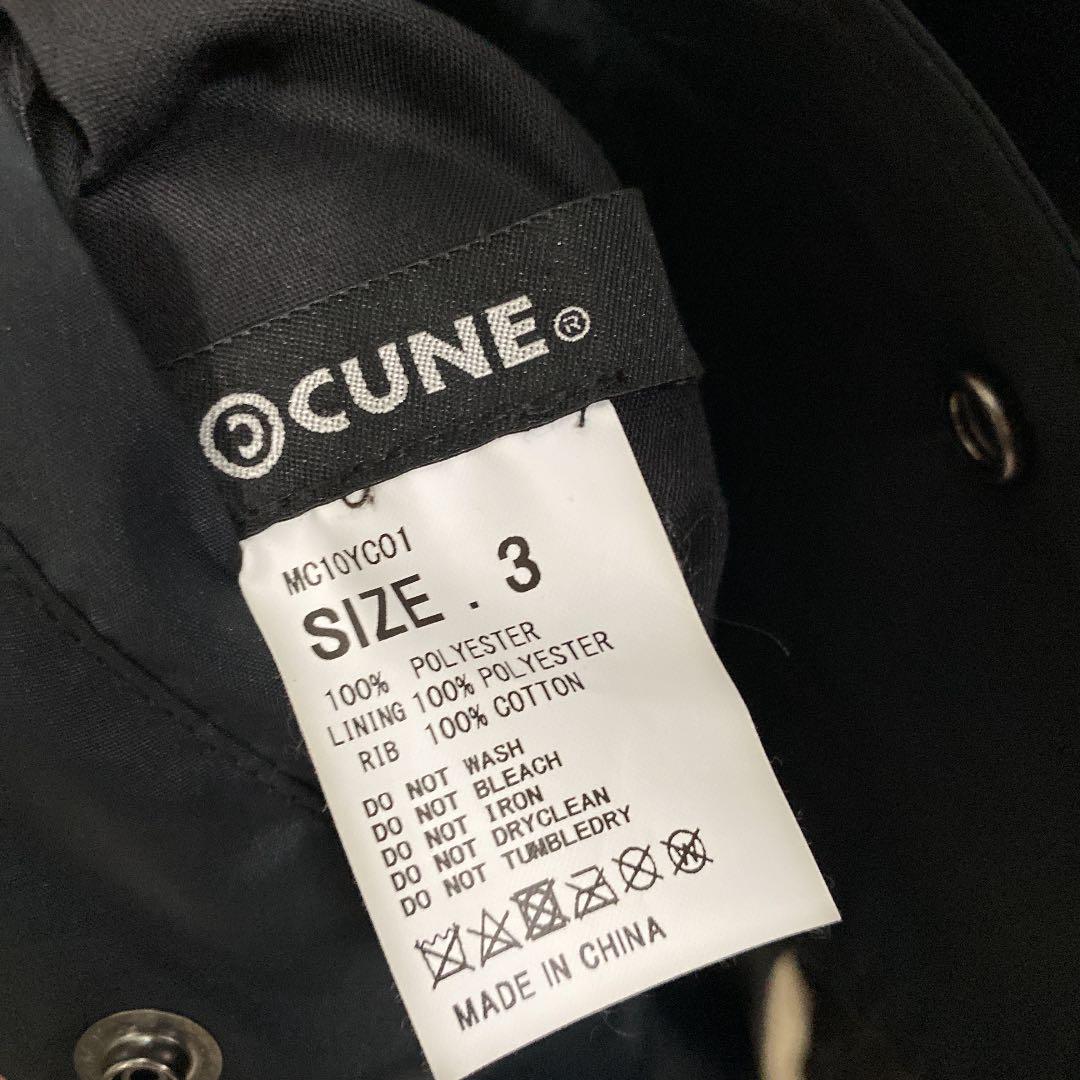 CUNE®
MC10YC01
SIZE . 3
100% POLYESTER
LINING 100% POLYESTER
RIB 100% COTTON
DO NOT WASH
DO NOT BLEACH
DO NOT IRON
DO NOT DRYCLEAN
DO NOT TUMBLEDRY
MADE IN CHINA